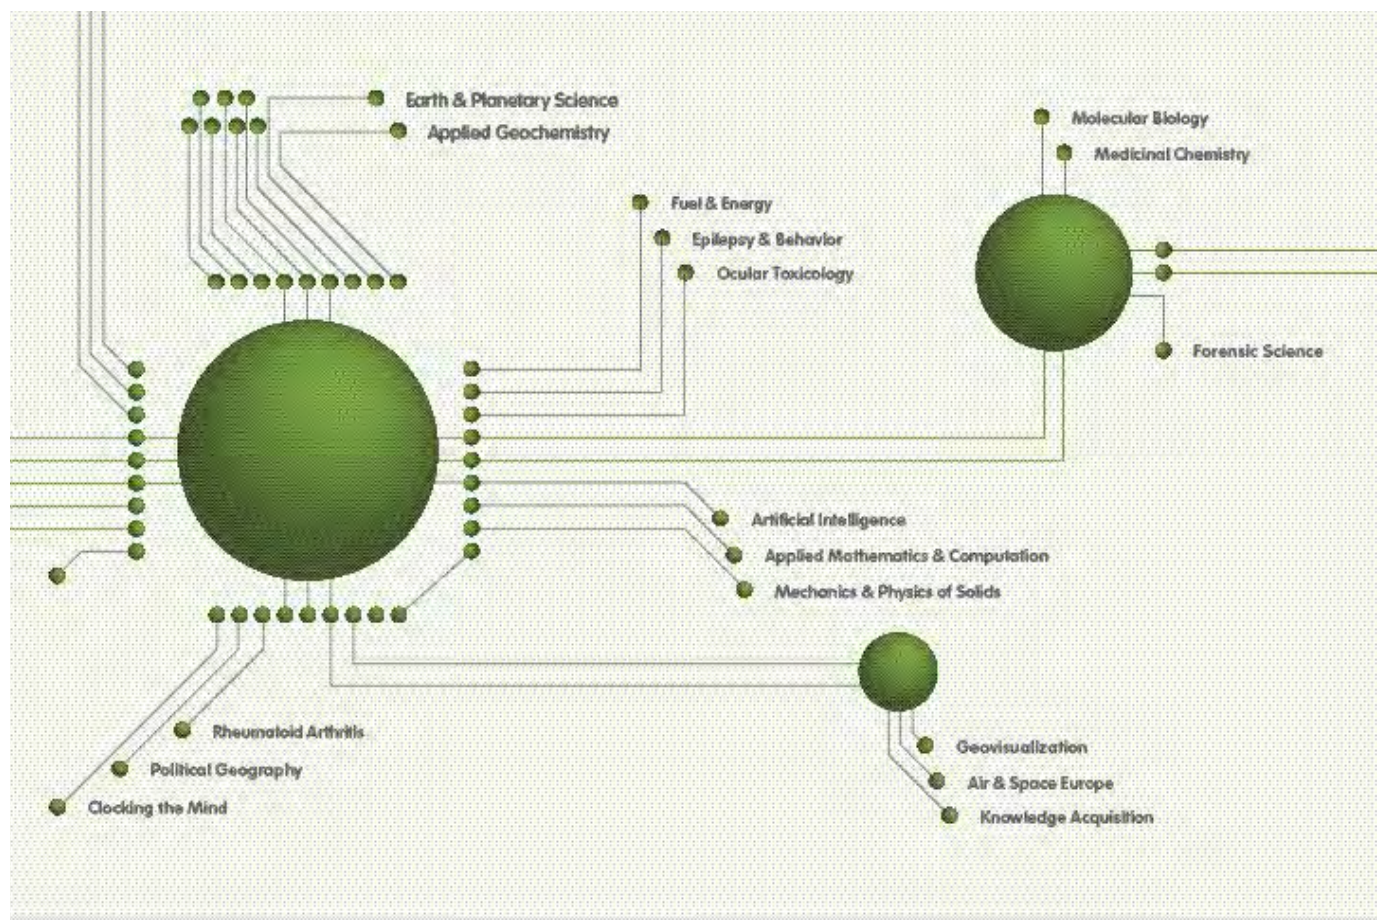 Earth & Planetary Science
Applied Geochemistry
Molecular Biology
Medicinal Chemistry
Fuel & Energy
Epilepsy & Behavior
Ocular Toxicology
Forensic Science
Artificial Intelligence
Applied Mathematics & Computation
Mechanics & Physics of Solids
Rheumatoid Arthritis
Political Geography
Clocking the Mind
Geovisualization
Air & Space Europe
Knowledge Acquisition